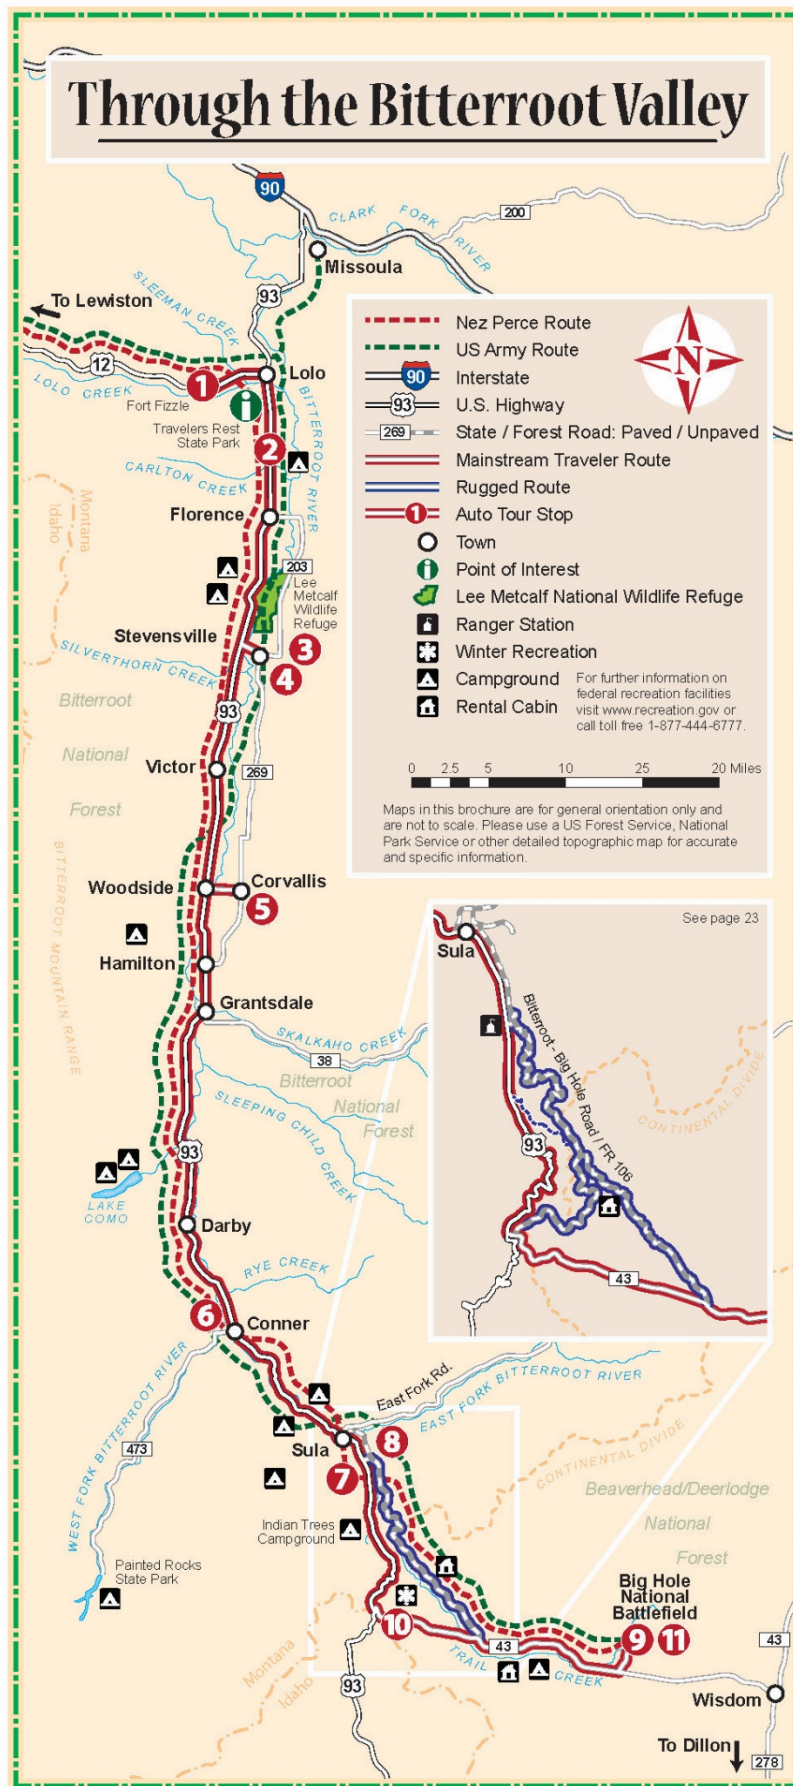 Through the Bitterroot Valley
90
CLARK FORK RIVER
200
Missoula
To Lewiston
SLEEMAN CREEK
93
12
LOLO CREEK
1
Lolo
Fort Fizzle
i
Travelers Rest
State Park
BITTERROOT RIVER
2
CARLTON CREEK
Florence
Montana
Idaho
203
Lee
Metcalf
Wildlife
Refuge
Stevensville
3
SILVERTHORN CREEK
4
Bitterroot
National
Forest
93
Victor
269
BITTERROOT MOUNTAIN RANGE
Woodside
Corvallis
5
Hamilton
Grantsdale
SKALKAHO CREEK
38
Bitterroot
National
Forest
SLEEPING CHILD CREEK
93
LAKE
COMO
Darby
RYE CREEK
6
Conner
WEST FORK BITTERROOT RIVER
473
East Fork Rd.
EAST FORK BITTERROOT RIVER
Sula
8
7
CONTINENTAL DIVIDE
Beaverhead/Deerlodge
National
Forest
Indian Trees
Campground
Painted Rocks
State Park
Big Hole
National
Battlefield
9 11
10
43
TRAIL CREEK
43
Montana
Idaho
93
Wisdom
To Dillon
278
Nez Perce Route
US Army Route
90 Interstate
93 U.S. Highway
269 State / Forest Road: Paved / Unpaved
Mainstream Traveler Route
Rugged Route
1 Auto Tour Stop
Town
i Point of Interest
Lee Metcalf National Wildlife Refuge
Ranger Station
Winter Recreation
Campground
Rental Cabin
N
For further information on
federal recreation facilities
visit www.recreation.gov or
call toll free 1-877-444-6777.
0 2.5 5 10 25 20 Miles
Maps in this brochure are for general orientation only and
are not to scale. Please use a US Forest Service, National
Park Service or other detailed topographic map for accurate
and specific information.
See page 23
Sula
Bitterroot - Big Hole Road / FR 106
CONTINENTAL DIVIDE
93
43